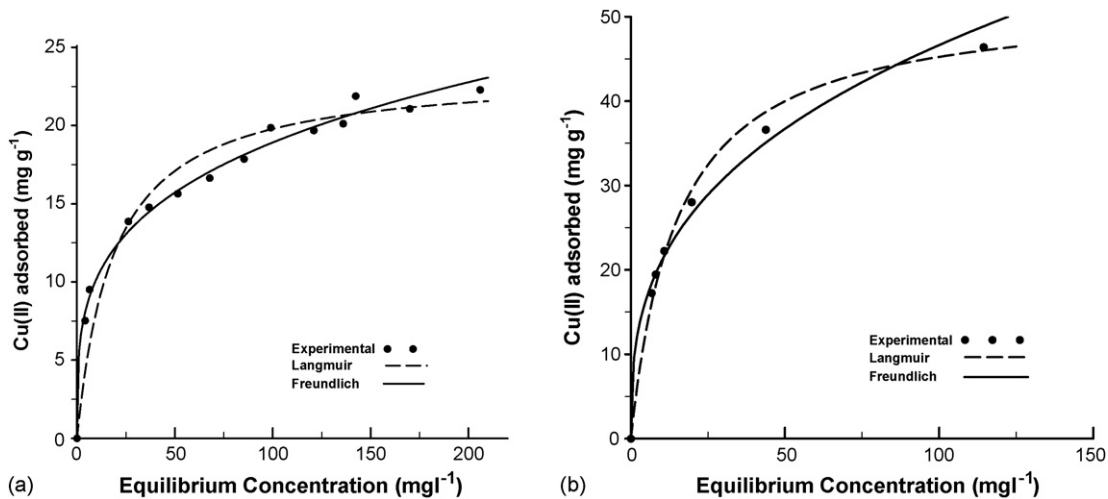 25
20
15
10
5
0
Cu(II) adsorbed (mg g⁻¹)
Experimental
Langmuir
Freundlich
0 50 100 150 200
(a) Equilibrium Concentration (mgl⁻¹)
50
40
30
20
10
0
Cu(II) adsorbed (mg g⁻¹)
Experimental
Langmuir
Freundlich
0 50 100 150
(b) Equilibrium Concentration (mgl⁻¹)